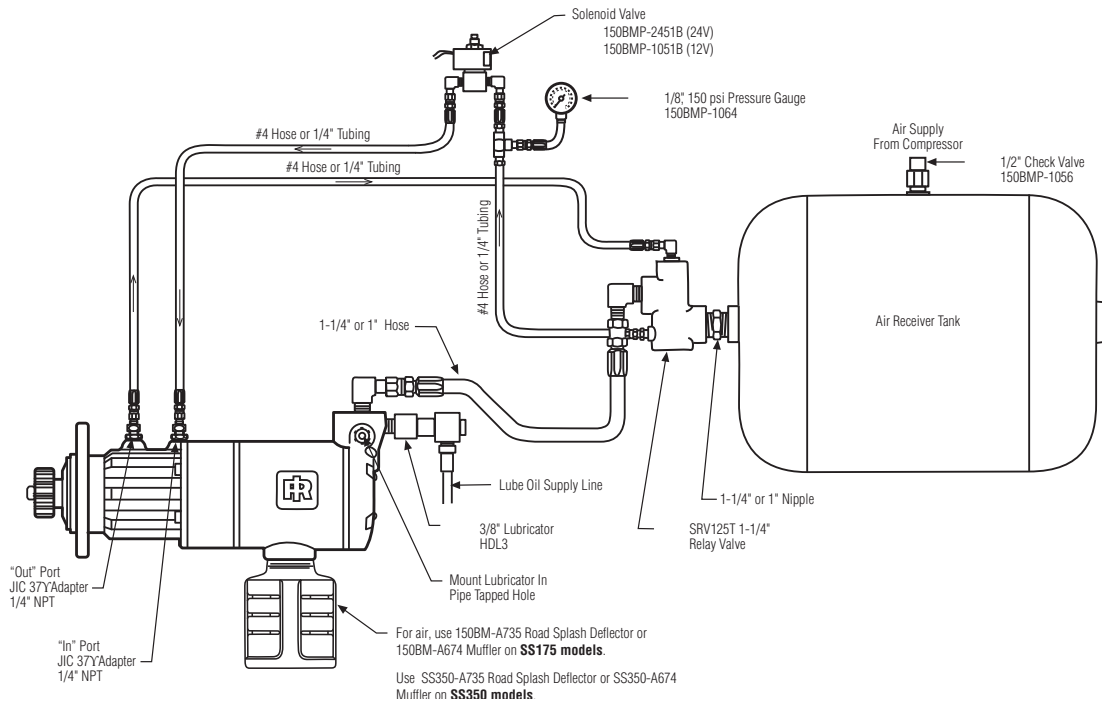 Solenoid Valve
150BMP-2451B (24V)
150BMP-1051B (12V)
1/8", 150 psi Pressure Gauge
150BMP-1064
Air Supply
From Compressor
1/2" Check Valve
150BMP-1056
#4 Hose or 1/4" Tubing
#4 Hose or 1/4" Tubing
#4 Hose or 1/4" Tubing
1-1/4" or 1" Hose
Air Receiver Tank
IR
Lube Oil Supply Line
1-1/4" or 1" Nipple
3/8" Lubricator
HDL3
SRV125T 1-1/4"
Relay Valve
"Out" Port
JIC 37ϒAdapter
1/4" NPT
Mount Lubricator In
Pipe Tapped Hole
"In" Port
JIC 37ϒAdapter
1/4" NPT
For air, use 150BM-A735 Road Splash Deflector or
150BM-A674 Muffler on SS175 models.
Use SS350-A735 Road Splash Deflector or SS350-A674
Muffler on SS350 models.